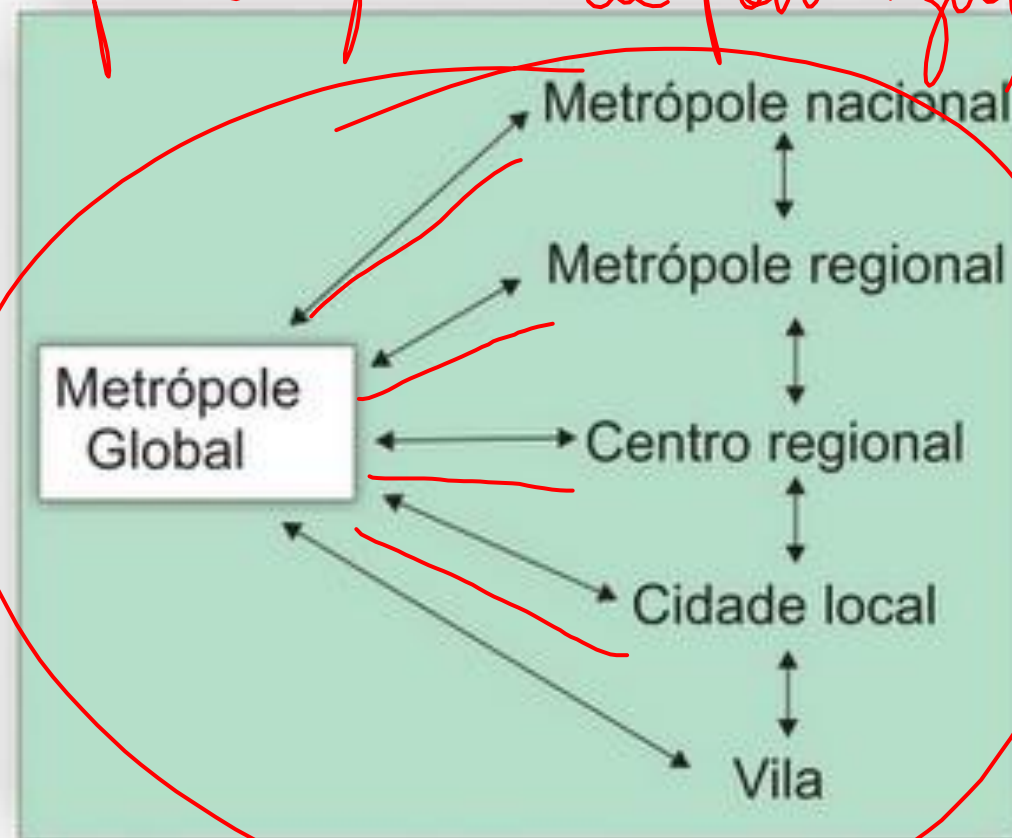 Metrópole nacional
Metrópole regional
Metrópole
Global
Centro regional
Cidade local
Vila